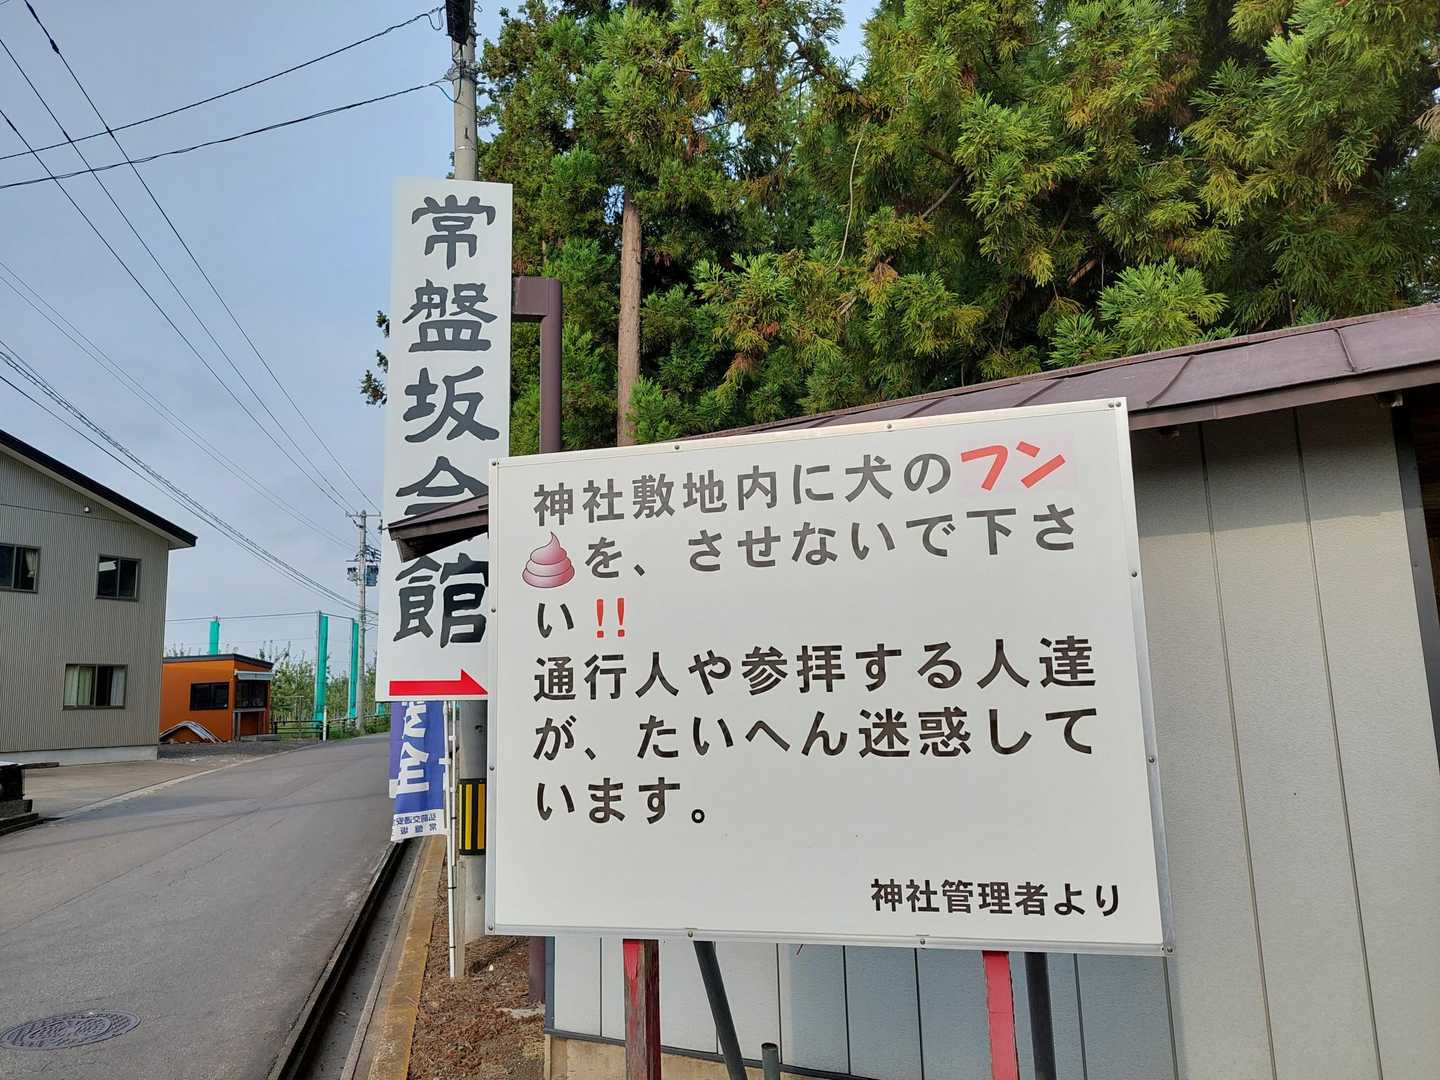 常盤坂会館
神社敷地内に犬のフン
を、させないで下さ
い!!
通行人や参拝する人達
が、たいへん迷惑して
います。
神社管理者より
安全